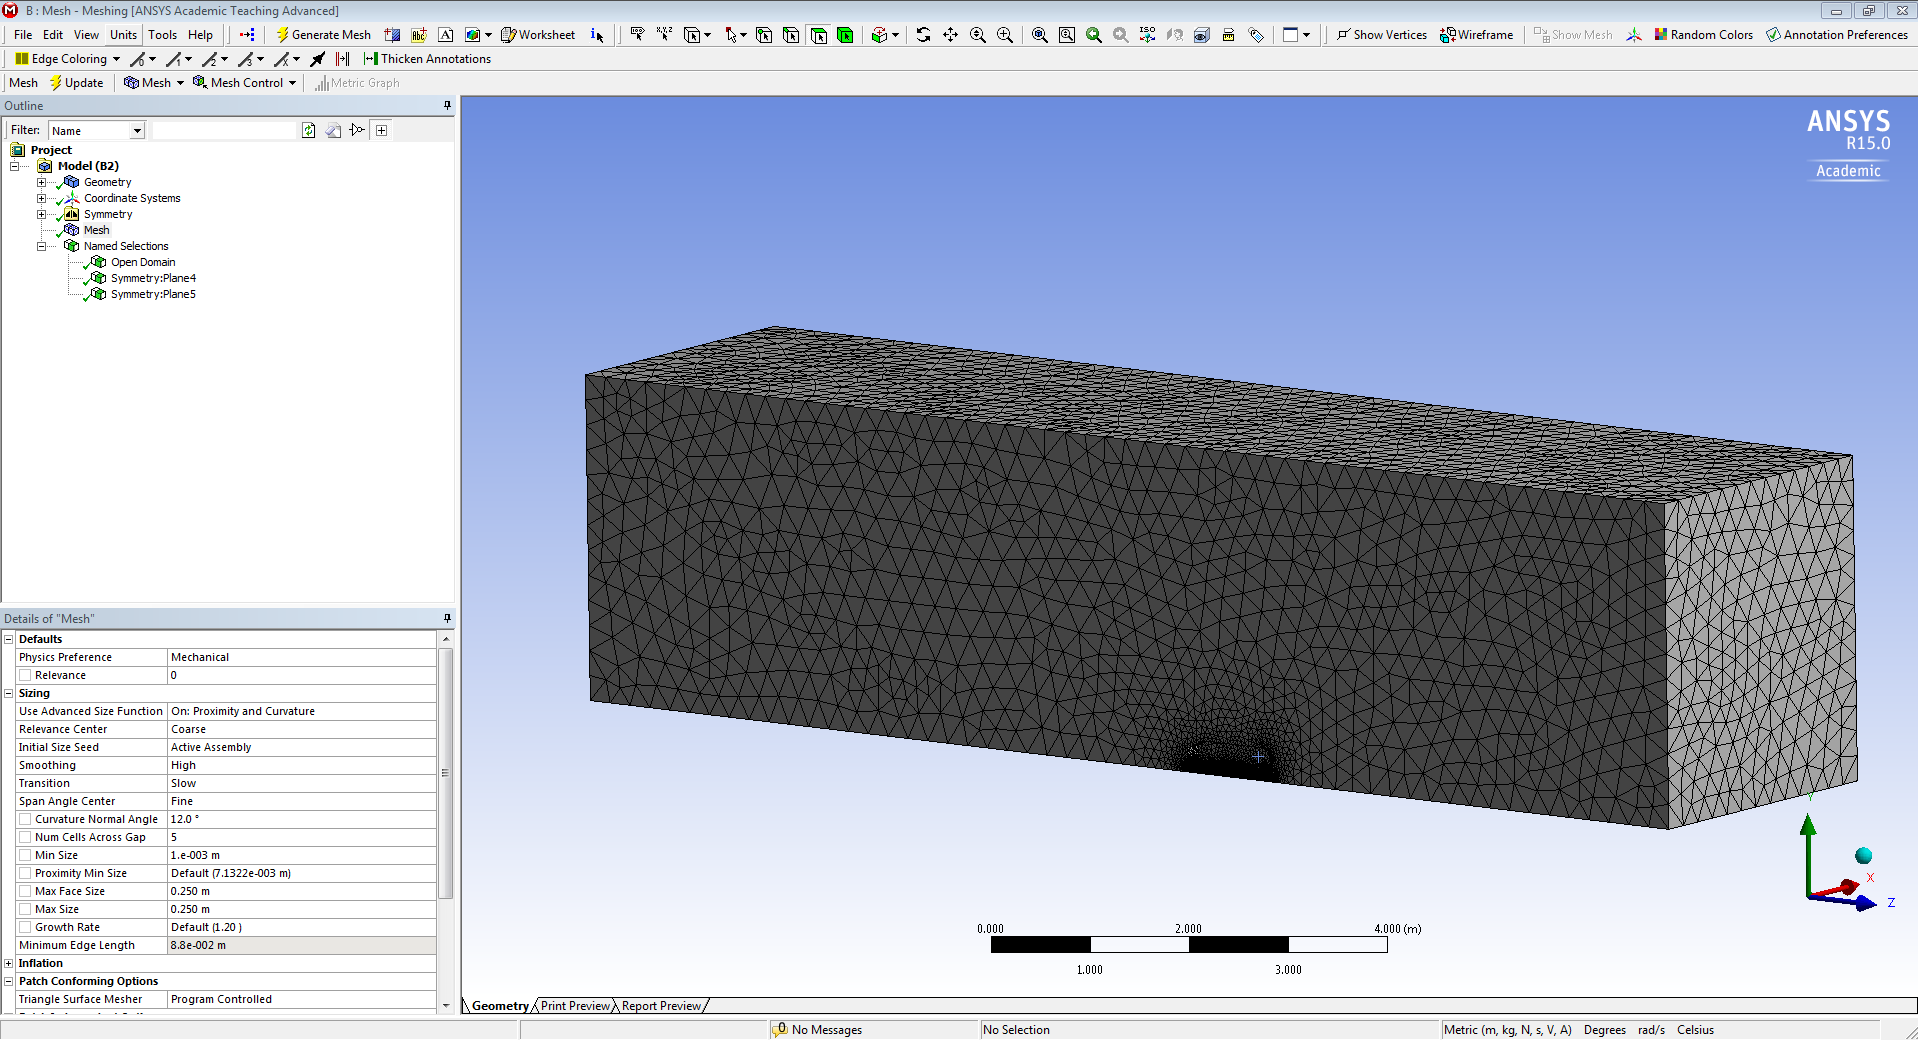 B : Mesh - Meshing [ANSYS Academic Teaching Advanced]
File Edit View Units Tools Help Generate Mesh Worksheet Show Vertices Wireframe Show Mesh Random Colors Annotation Preferences
Edge Coloring Thicken Annotations
Mesh Update Mesh Mesh Control Metric Graph
Outline
Filter: Name
Project
Model (B2)
Geometry
Coordinate Systems
Symmetry
Mesh
Named Selections
Open Domain
Symmetry:Plane4
Symmetry:Plane5
Details of "Mesh"
Defaults
Physics Preference Mechanical
Relevance 0
Sizing
Use Advanced Size Function On: Proximity and Curvature
Relevance Center Coarse
Initial Size Seed Active Assembly
Smoothing High
Transition Slow
Span Angle Center Fine
Curvature Normal Angle 12.0 °
Num Cells Across Gap 5
Min Size 1.e-003 m
Proximity Min Size Default (7.1322e-003 m)
Max Face Size 0.250 m
Max Size 0.250 m
Growth Rate Default (1.20 )
Minimum Edge Length 8.8e-002 m
Inflation
Patch Conforming Options
Triangle Surface Mesher Program Controlled
ANSYS
R15.0
Academic
Y
X
Z
0.000 2.000 4.000 (m)
1.000 3.000
Geometry Print Preview Report Preview
No Messages No Selection Metric (m, kg, N, s, V, A) Degrees rad/s Celsius